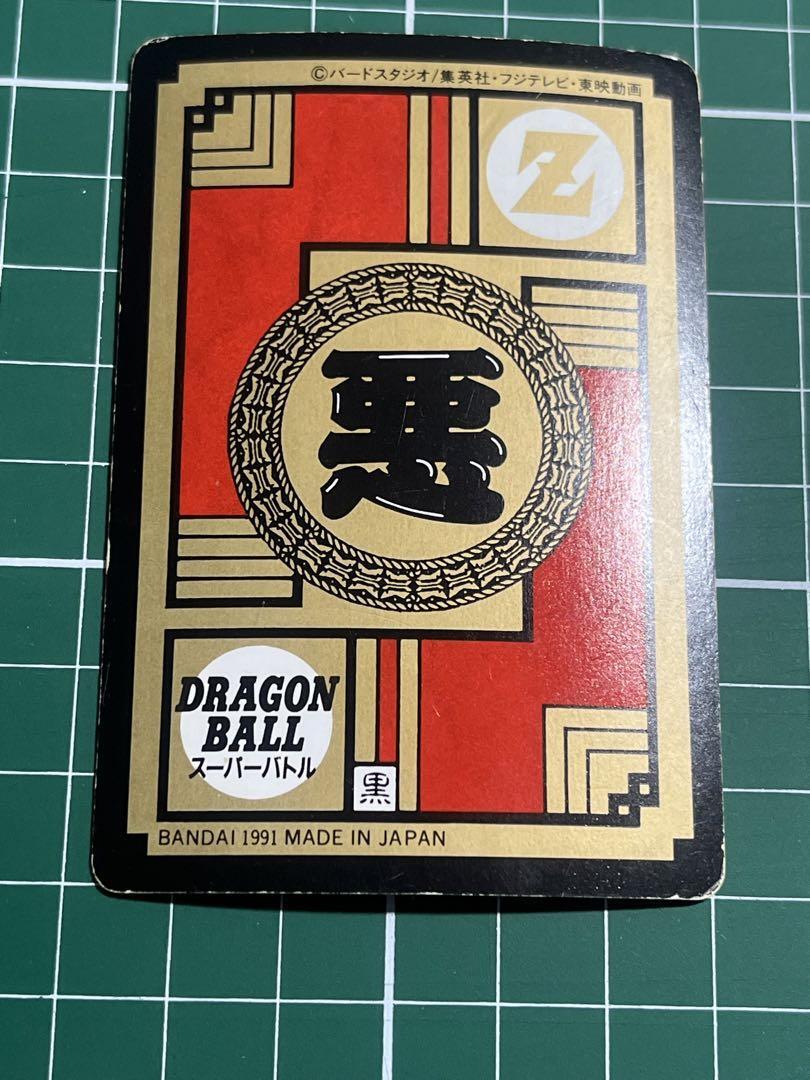 ©バードスタジオ/集英社・フジテレビ・東映動画
Z
悪
DRAGON
BALL
スーパーバトル
黒
BANDAI 1991 MADE IN JAPAN